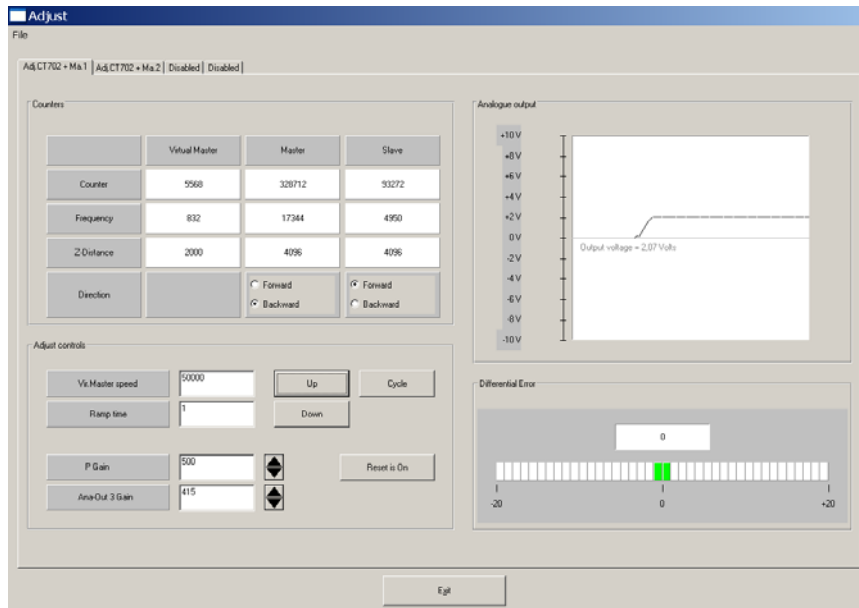 Adjust
File
Adj.CT702 + Ma.1 Adj.CT702 + Ma.2 Disabled Disabled
Counters
Virtual Master Master Slave
Counter 5568 328712 93272
Frequency 832 17344 4950
Z-Distance 2000 4096 4096
Direction Forward Forward
Backward Backward
Adjust controls
Vir.Master speed 50000 Up Cycle
Ramp time 1 Down
P Gain 500 Reset is On
Ana-Out 3 Gain 415
Analogue output
+10 V
+8 V
+6 V
+4 V
+2 V
0 V
-2 V
-4 V
-6 V
-8 V
-10 V
Output voltage = 2,07 Volts
Differential Error
0
-20 0 +20
Exit